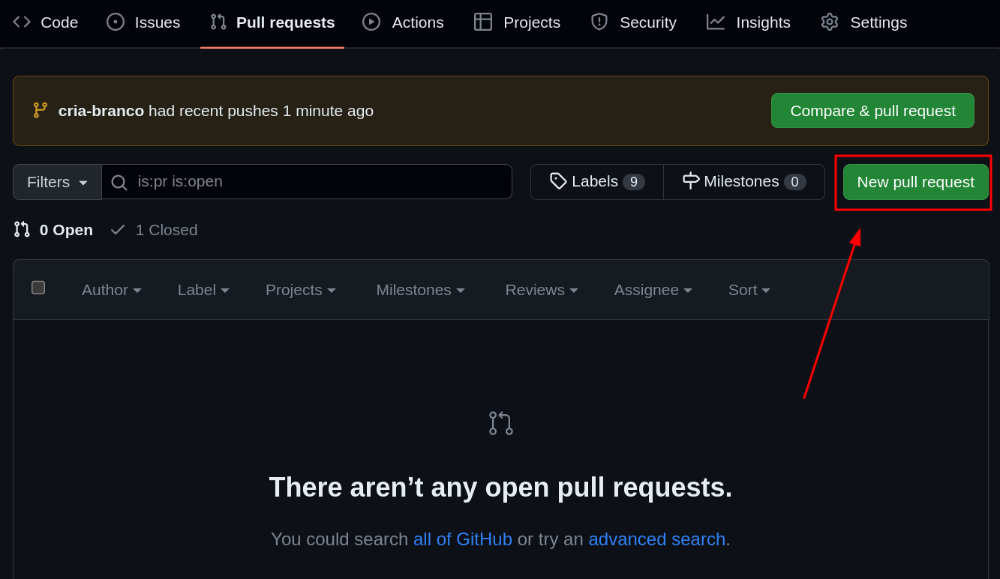 Code Issues Pull requests Actions Projects Security Insights Settings
cria-branco had recent pushes 1 minute ago Compare & pull request
Filters is:pr is:open Labels 9 Milestones 0 New pull request
0 Open 1 Closed
Author Label Projects Milestones Reviews Assignee Sort
There aren’t any open pull requests.
You could search all of GitHub or try an advanced search.